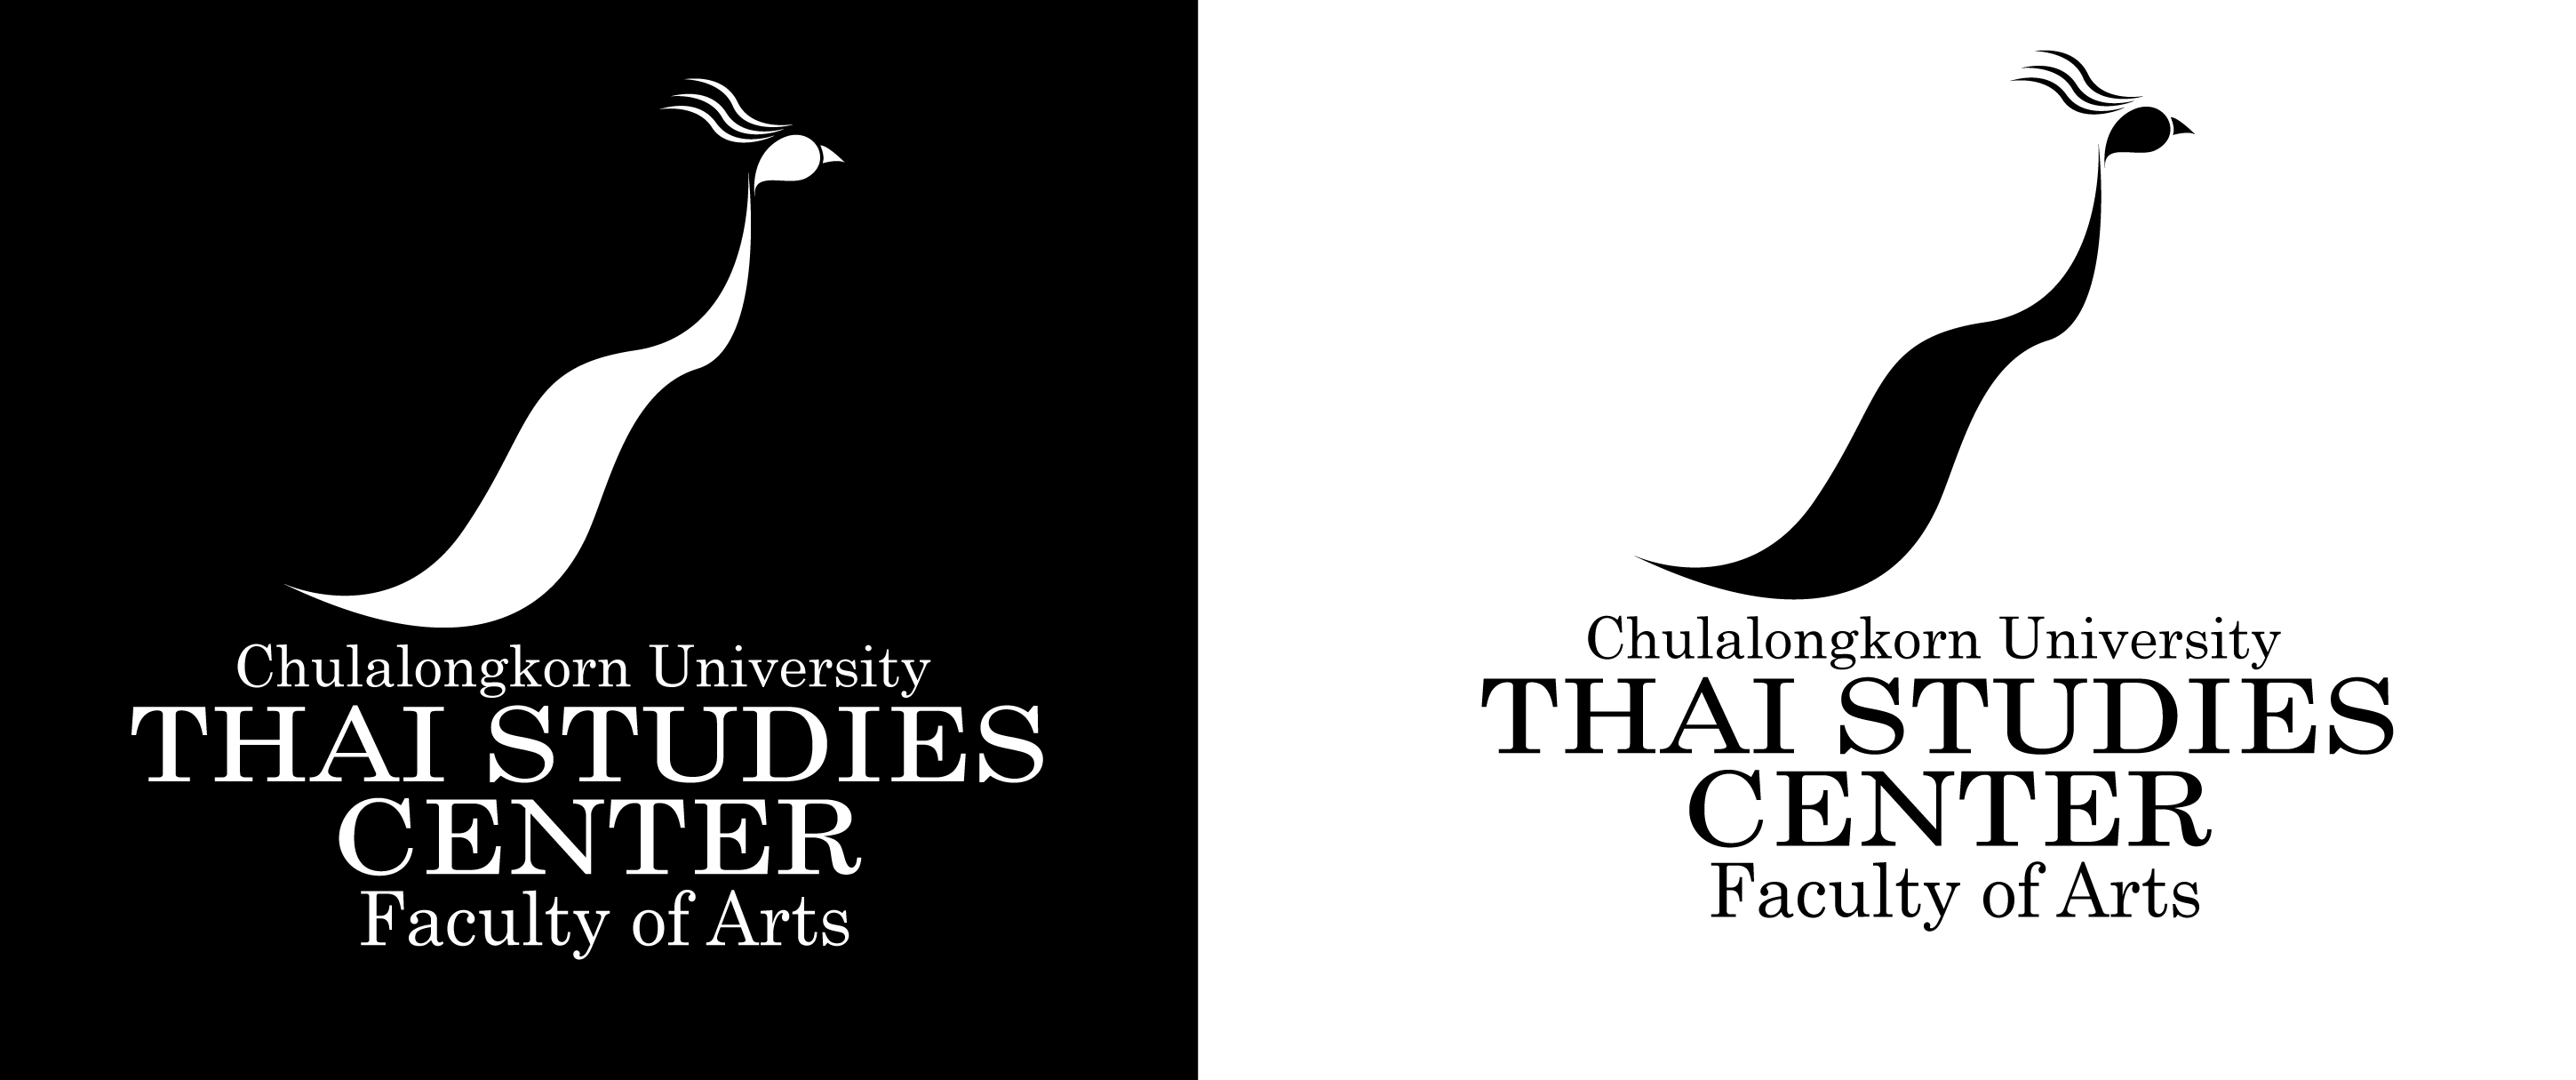 Chulalongkorn University
THAI STUDIES
CENTER
Faculty of Arts
Chulalongkorn University
THAI STUDIES
CENTER
Faculty of Arts